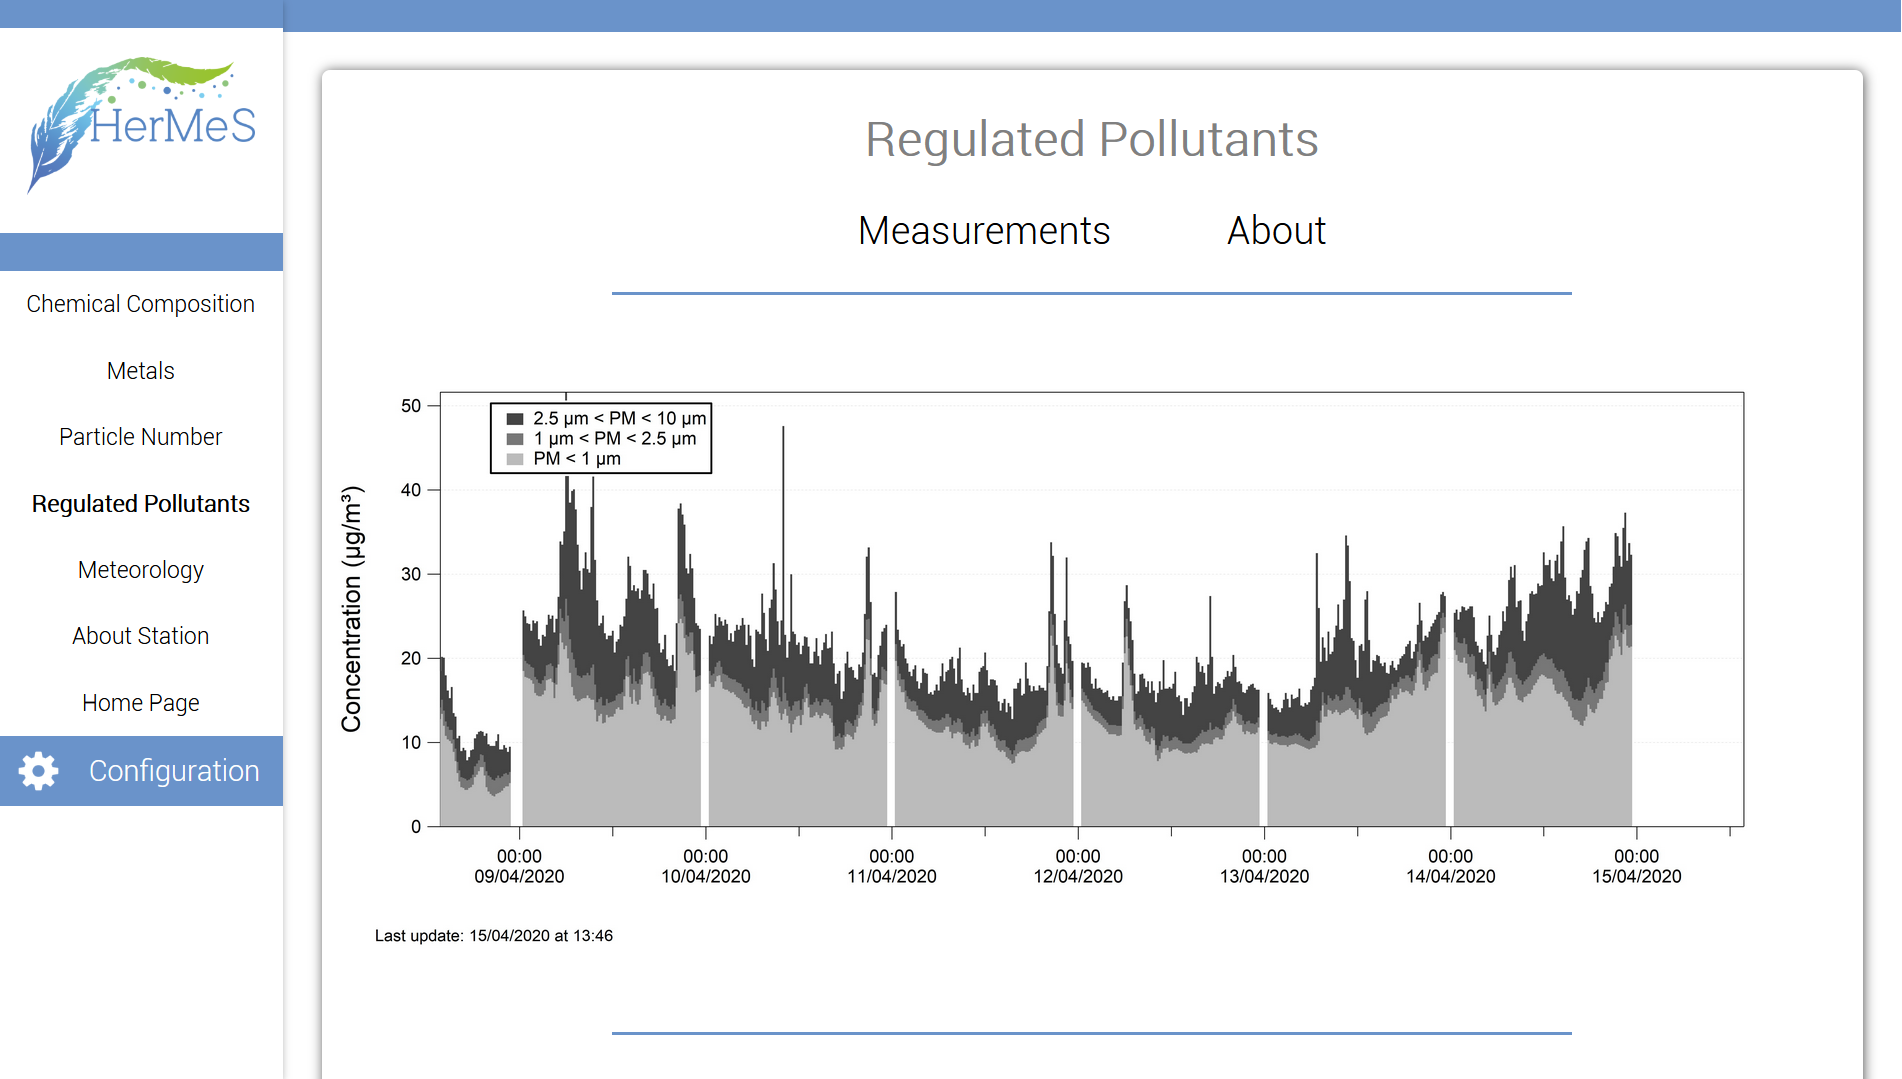 HerMeS
Chemical Composition
Metals
Particle Number
Regulated Pollutants
Meteorology
About Station
Home Page
Configuration
Regulated Pollutants
Measurements About
Concentration (µg/m³)
50
40
30
20
10
0
2.5 µm < PM < 10 µm
1 µm < PM < 2.5 µm
PM < 1 µm
00:00 00:00 00:00 00:00 00:00 00:00 00:00
09/04/2020 10/04/2020 11/04/2020 12/04/2020 13/04/2020 14/04/2020 15/04/2020
Last update: 15/04/2020 at 13:46